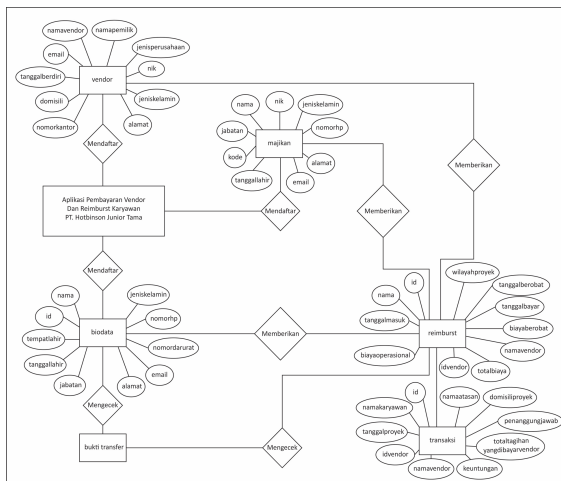 namavendor
namapemilik
jenisperusahaan
email
nik
tanggalberdiri
vendor
domisili
jeniskelamin
nomorkantor
alamat
Mendaftar
nama
nik
jeniskelamin
jabatan
nomorhp
majikan
kode
alamat
tanggallahir
email
Mendaftar
Memberikan
Memberikan
Aplikasi Pembayaran Vendor
Dan Reimburst Karyawan
PT. Hotbinson Junior Tama
Mendaftar
nama
jeniskelamin
id
nomorhp
tempatlahir
biodata
nomordarurat
tanggallahir
email
jabatan
alamat
Memberikan
id
wilayahproyek
tanggalberobat
nama
tanggalbayar
tanggalmasuk
reimburst
biayaberobat
biayaoperasional
namavendor
idvendor
totalbiaya
Mengecek
bukti transfer
Mengecek
id
namaatasan
domisiliproyek
namakaryawan
penanggungjawab
tanggalproyek
transaksi
totaltagihan
yangdibayarvendor
idvendor
namavendor
keuntungan